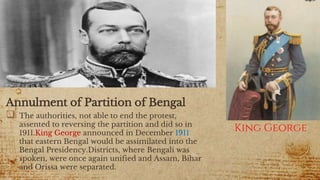 Annulment of Partition of Bengal
The authorities, not able to end the protest,
assented to reversing the partition and did so in
1911.King George announced in December 1911
that eastern Bengal would be assimilated into the
Bengal Presidency.Districts, where Bengali was
spoken, were once again unified and Assam, Bihar
and Orissa were separated.
KING GEORGE